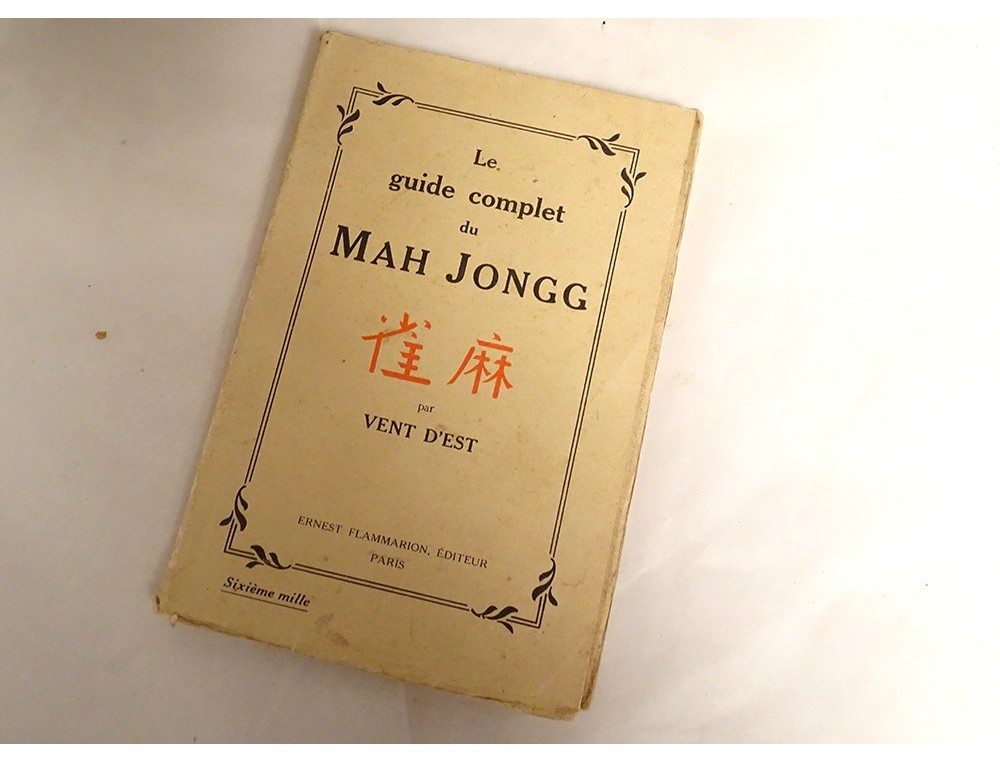 Le
guide complet
du
MAH JONGG
雀麻
par
VENT D'EST
ERNEST FLAMMARION, ÉDITEUR
PARIS
Sixième mille